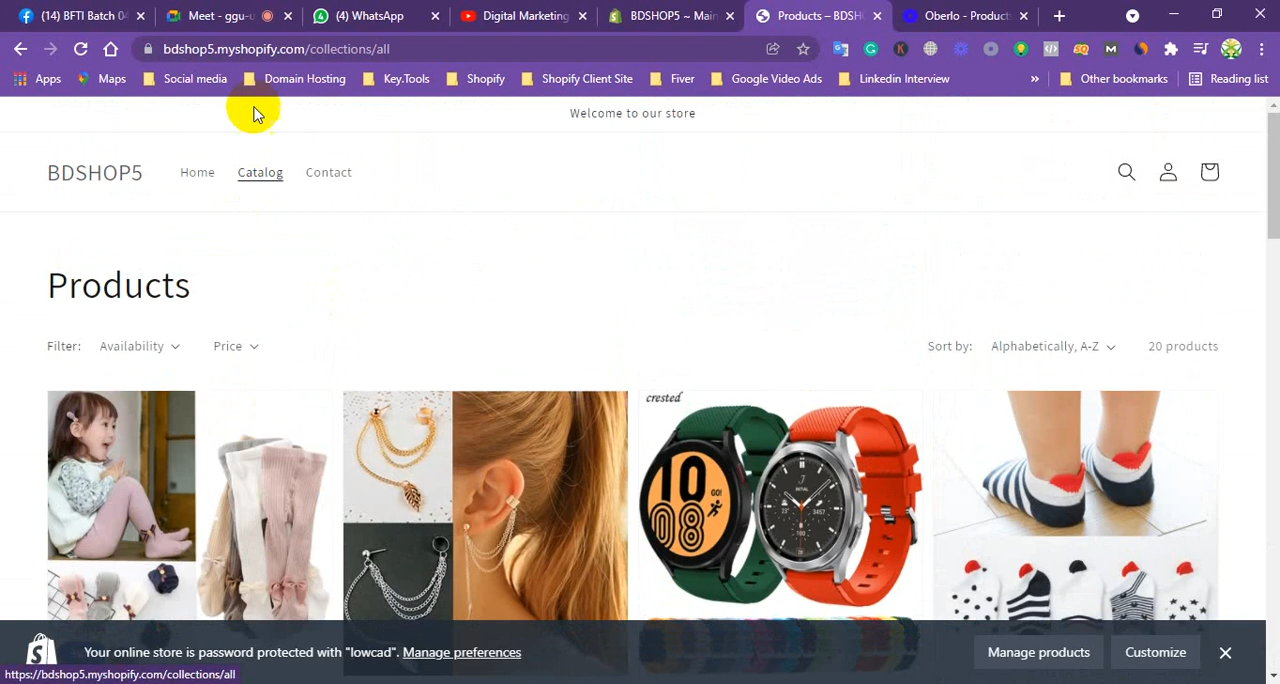 (14) BFTI Batch 04
Meet - ggu-u
(4) WhatsApp
Digital Marketing
BDSHOP5 ~ Main
Products – BDSH
Oberlo - Product
bdshop5.myshopify.com/collections/all
Apps
Maps
Social media
Domain Hosting
Key.Tools
Shopify
Shopify Client Site
Fiver
Google Video Ads
Linkedin Interview
»
Other bookmarks
Reading list
Welcome to our store
BDSHOP5
Home
Catalog
Contact
Products
Filter:
Availability
Price
Sort by:
Alphabetically, A-Z
20 products
crested
10
08
GO!
Your online store is password protected with "lowcad". Manage preferences
Manage products
Customize
https://bdshop5.myshopify.com/collections/all